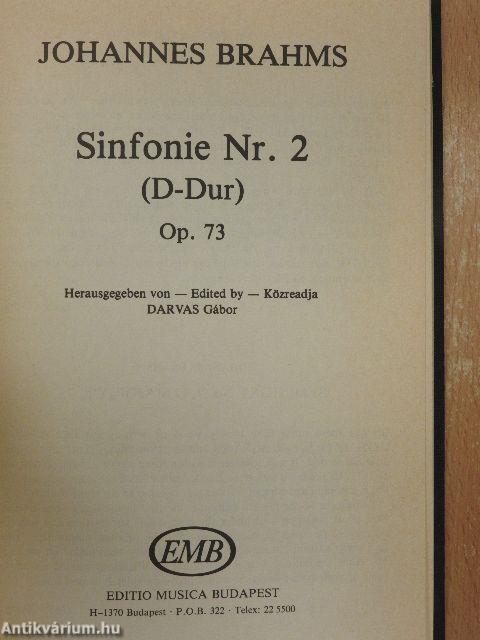 JOHANNES BRAHMS
Sinfonie Nr. 2
(D-Dur)
Op. 73
Herausgegeben von — Edited by — Közreadja
DARVAS Gábor
EMB
EDITIO MUSICA BUDAPEST
H–1370 Budapest · P.O.B. 322 · Telex: 22 5500
Antikvárium.hu